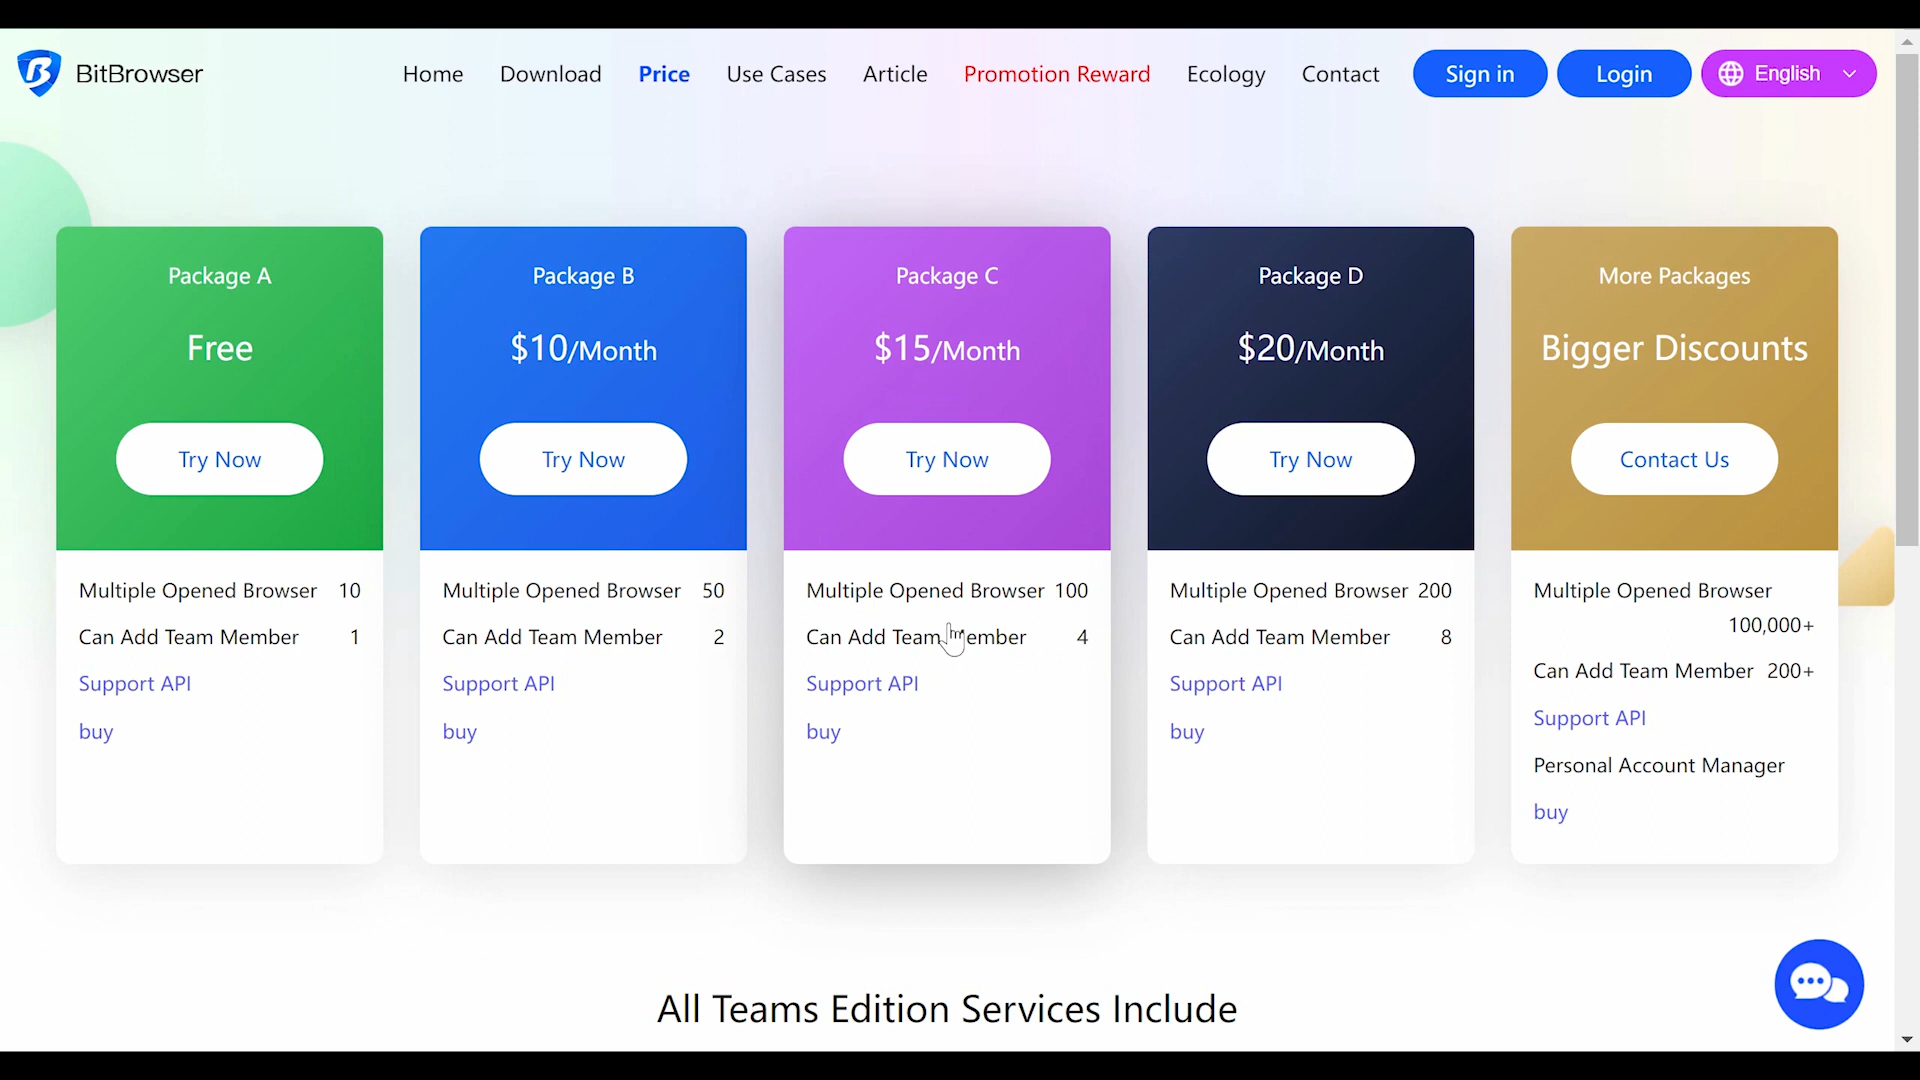 BitBrowser
Home
Download
Price
Use Cases
Article
Promotion Reward
Ecology
Contact
Sign in
Login
English
Package A
Free
Try Now
Multiple Opened Browser 10
Can Add Team Member 1
Support API
buy
Package B
$10/Month
Try Now
Multiple Opened Browser 50
Can Add Team Member 2
Support API
buy
Package C
$15/Month
Try Now
Multiple Opened Browser 100
Can Add Team Member 4
Support API
buy
Package D
$20/Month
Try Now
Multiple Opened Browser 200
Can Add Team Member 8
Support API
buy
More Packages
Bigger Discounts
Contact Us
Multiple Opened Browser
100,000+
Can Add Team Member 200+
Support API
Personal Account Manager
buy
All Teams Edition Services Include